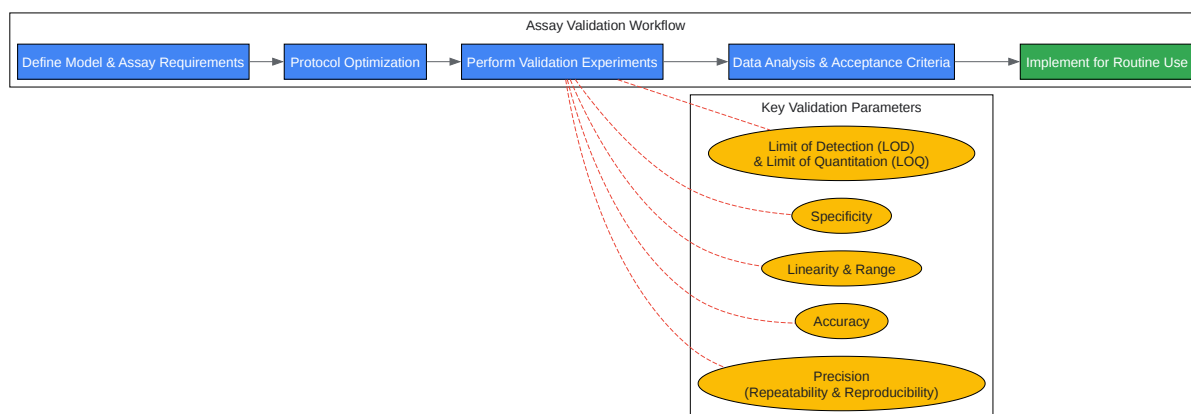 Assay Validation Workflow
Define Model & Assay Requirements
Protocol Optimization
Perform Validation Experiments
Data Analysis & Acceptance Criteria
Implement for Routine Use
Key Validation Parameters
Limit of Detection (LOD)
& Limit of Quantitation (LOQ)
Specificity
Linearity & Range
Accuracy
Precision
(Repeatability & Reproducibility)